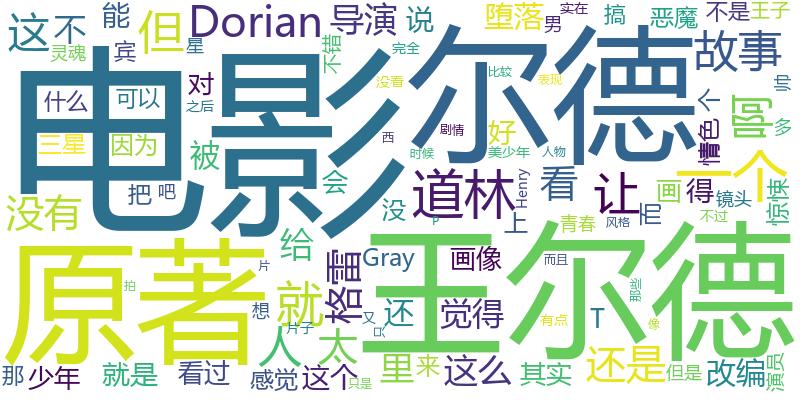 这 不 能 但 Dorian 导演 说 堕落 男 实在 搞 恶魔 不是 王子
灵魂 宾 星 对 不错 完全 故事
什么 可以 之后 电影 尔德 没看 比较 表现 个 啊 帅
三星 因为 被 西 剧情 好 美少年 情色 多
把 吧 会 道林 时候 人物 看 让 画 得 一个 镜头 惊悚
没有 给 没 Henry 上 而 青春 风格 不过
原著 王尔德 P
格雷 Gray 画像 而且 那些
片 就 还 觉得 有点 T 像
拍 想 片子 人 太 又 口 演员
那 少年 就是 看过 感觉 这个 只是 里 来 这么 其实 还是 但是 改编